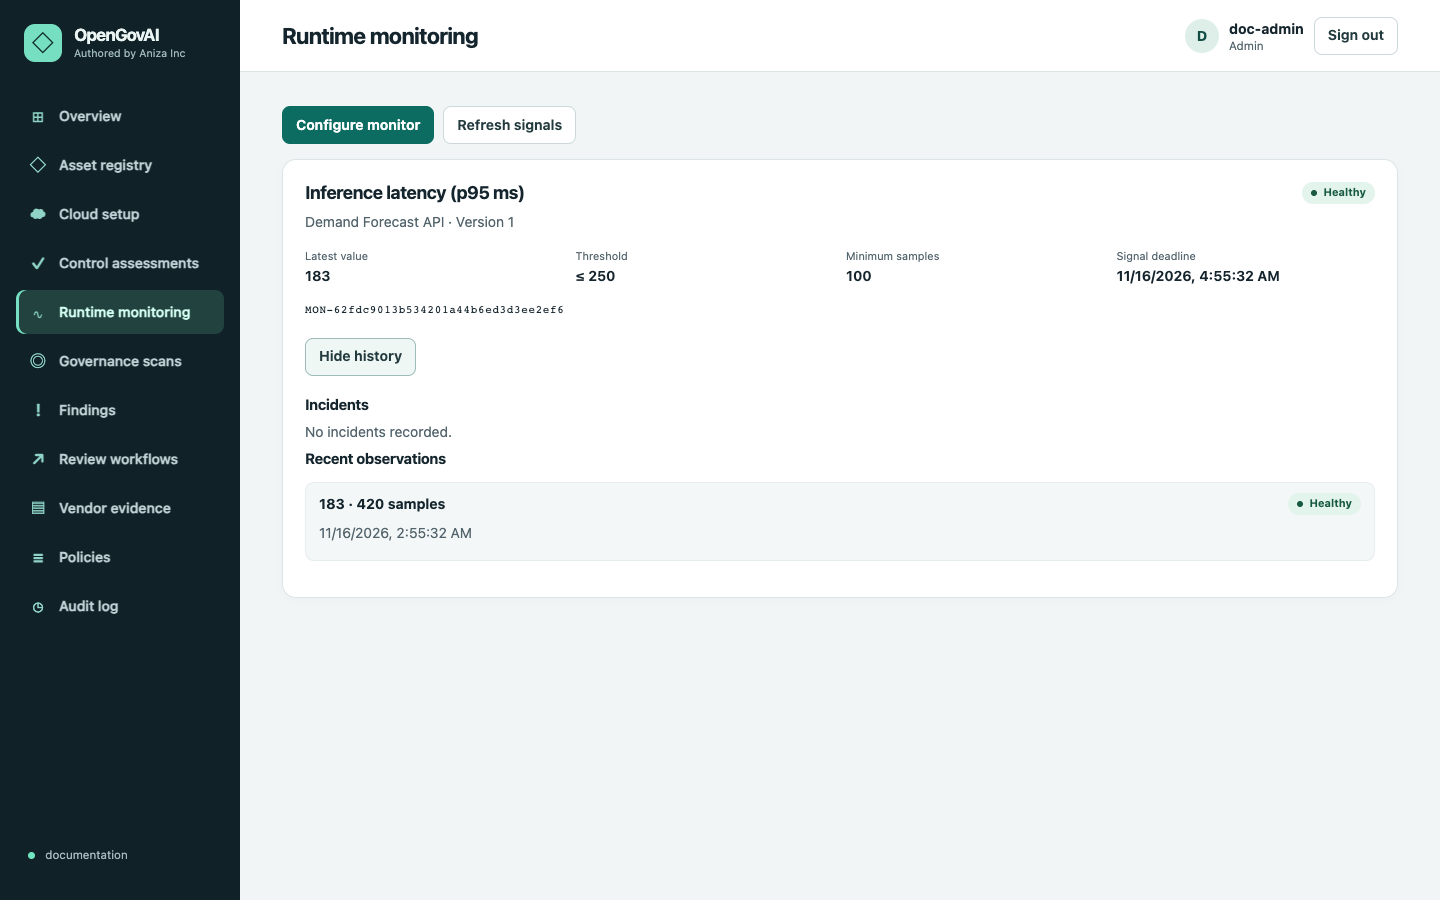 OpenGovAI
Authored by Aniza Inc
Overview
Asset registry
Cloud setup
Control assessments
Runtime monitoring
Governance scans
Findings
Review workflows
Vendor evidence
Policies
Audit log
documentation
Runtime monitoring
D
doc-admin
Admin
Sign out
Configure monitor
Refresh signals
Inference latency (p95 ms)
Healthy
Demand Forecast API · Version 1
Latest value
183
Threshold
≤ 250
Minimum samples
100
Signal deadline
11/16/2026, 4:55:32 AM
MON-62fdc9013b534201a44b6ed3d3ee2ef6
Hide history
Incidents
No incidents recorded.
Recent observations
183 · 420 samples
Healthy
11/16/2026, 2:55:32 AM